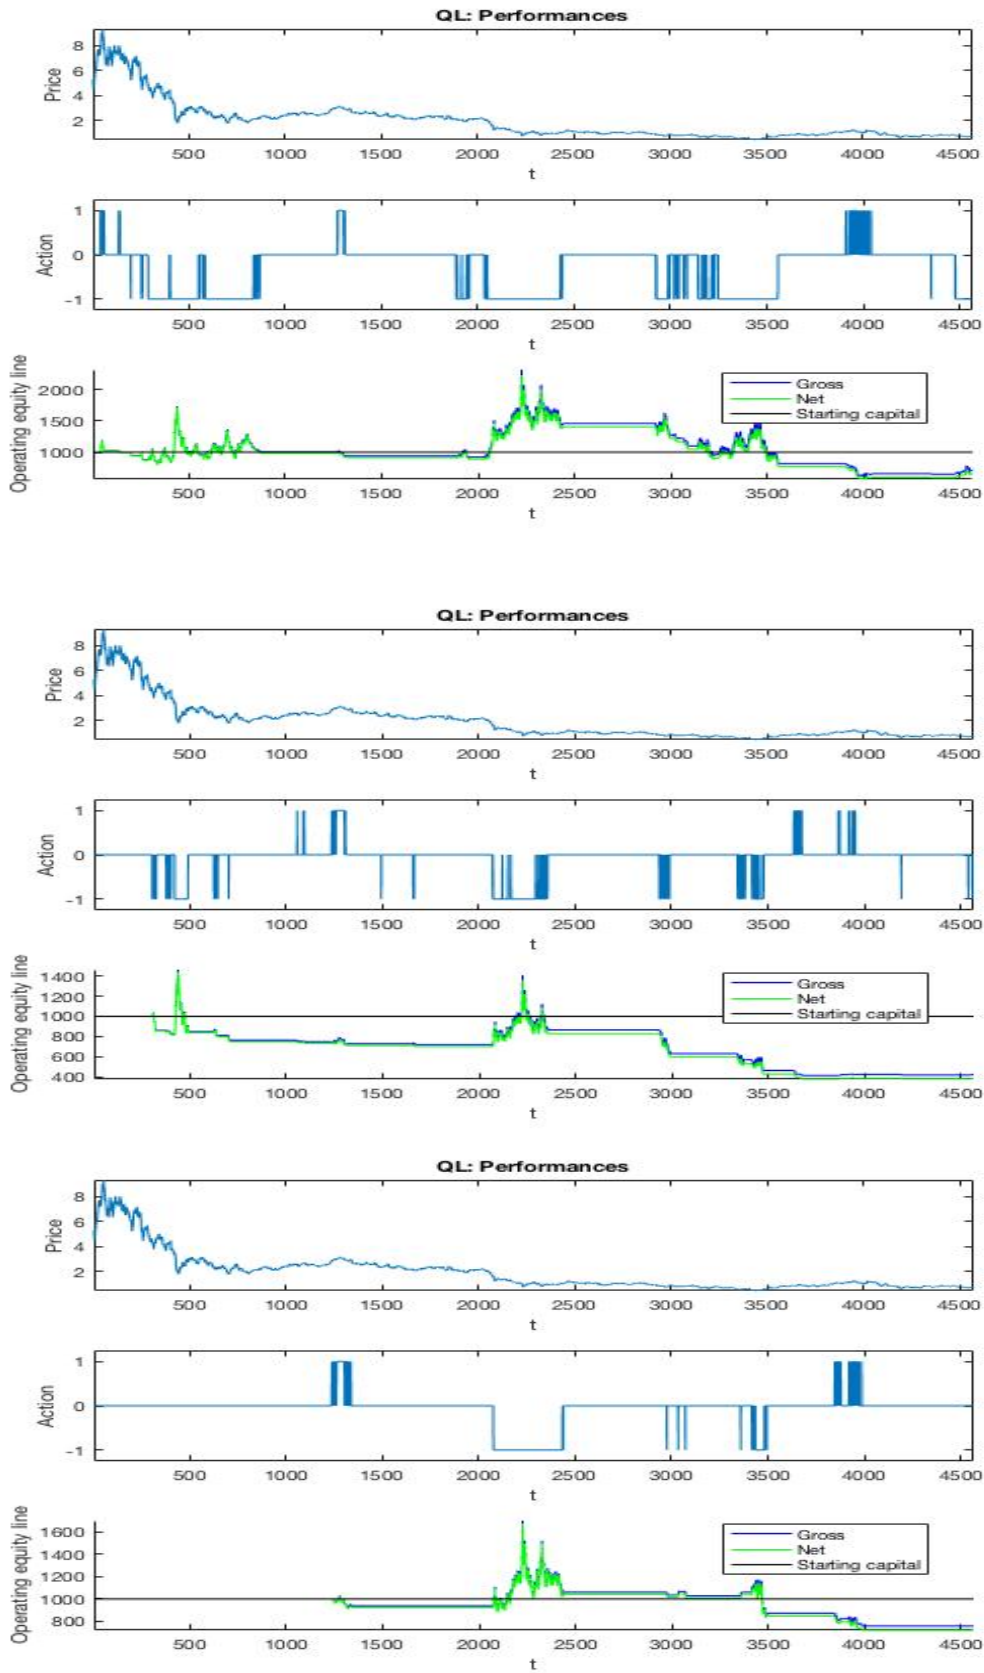 QL: Performances
Price
8
6
4
2
500 1000 1500 2000 2500 3000 3500 4000 4500
t
Action
1
0
-1
500 1000 1500 2000 2500 3000 3500 4000 4500
t
Operating equity line
2000
1500
1000
Gross
Net
Starting capital
500 1000 1500 2000 2500 3000 3500 4000 4500
t
QL: Performances
Price
8
6
4
2
500 1000 1500 2000 2500 3000 3500 4000 4500
t
Action
1
0
-1
500 1000 1500 2000 2500 3000 3500 4000 4500
t
Operating equity line
1400
1200
1000
800
600
400
Gross
Net
Starting capital
500 1000 1500 2000 2500 3000 3500 4000 4500
t
QL: Performances
Price
8
6
4
2
500 1000 1500 2000 2500 3000 3500 4000 4500
t
Action
1
0
-1
500 1000 1500 2000 2500 3000 3500 4000 4500
t
Operating equity line
1600
1400
1200
1000
800
Gross
Net
Starting capital
500 1000 1500 2000 2500 3000 3500 4000 4500
t